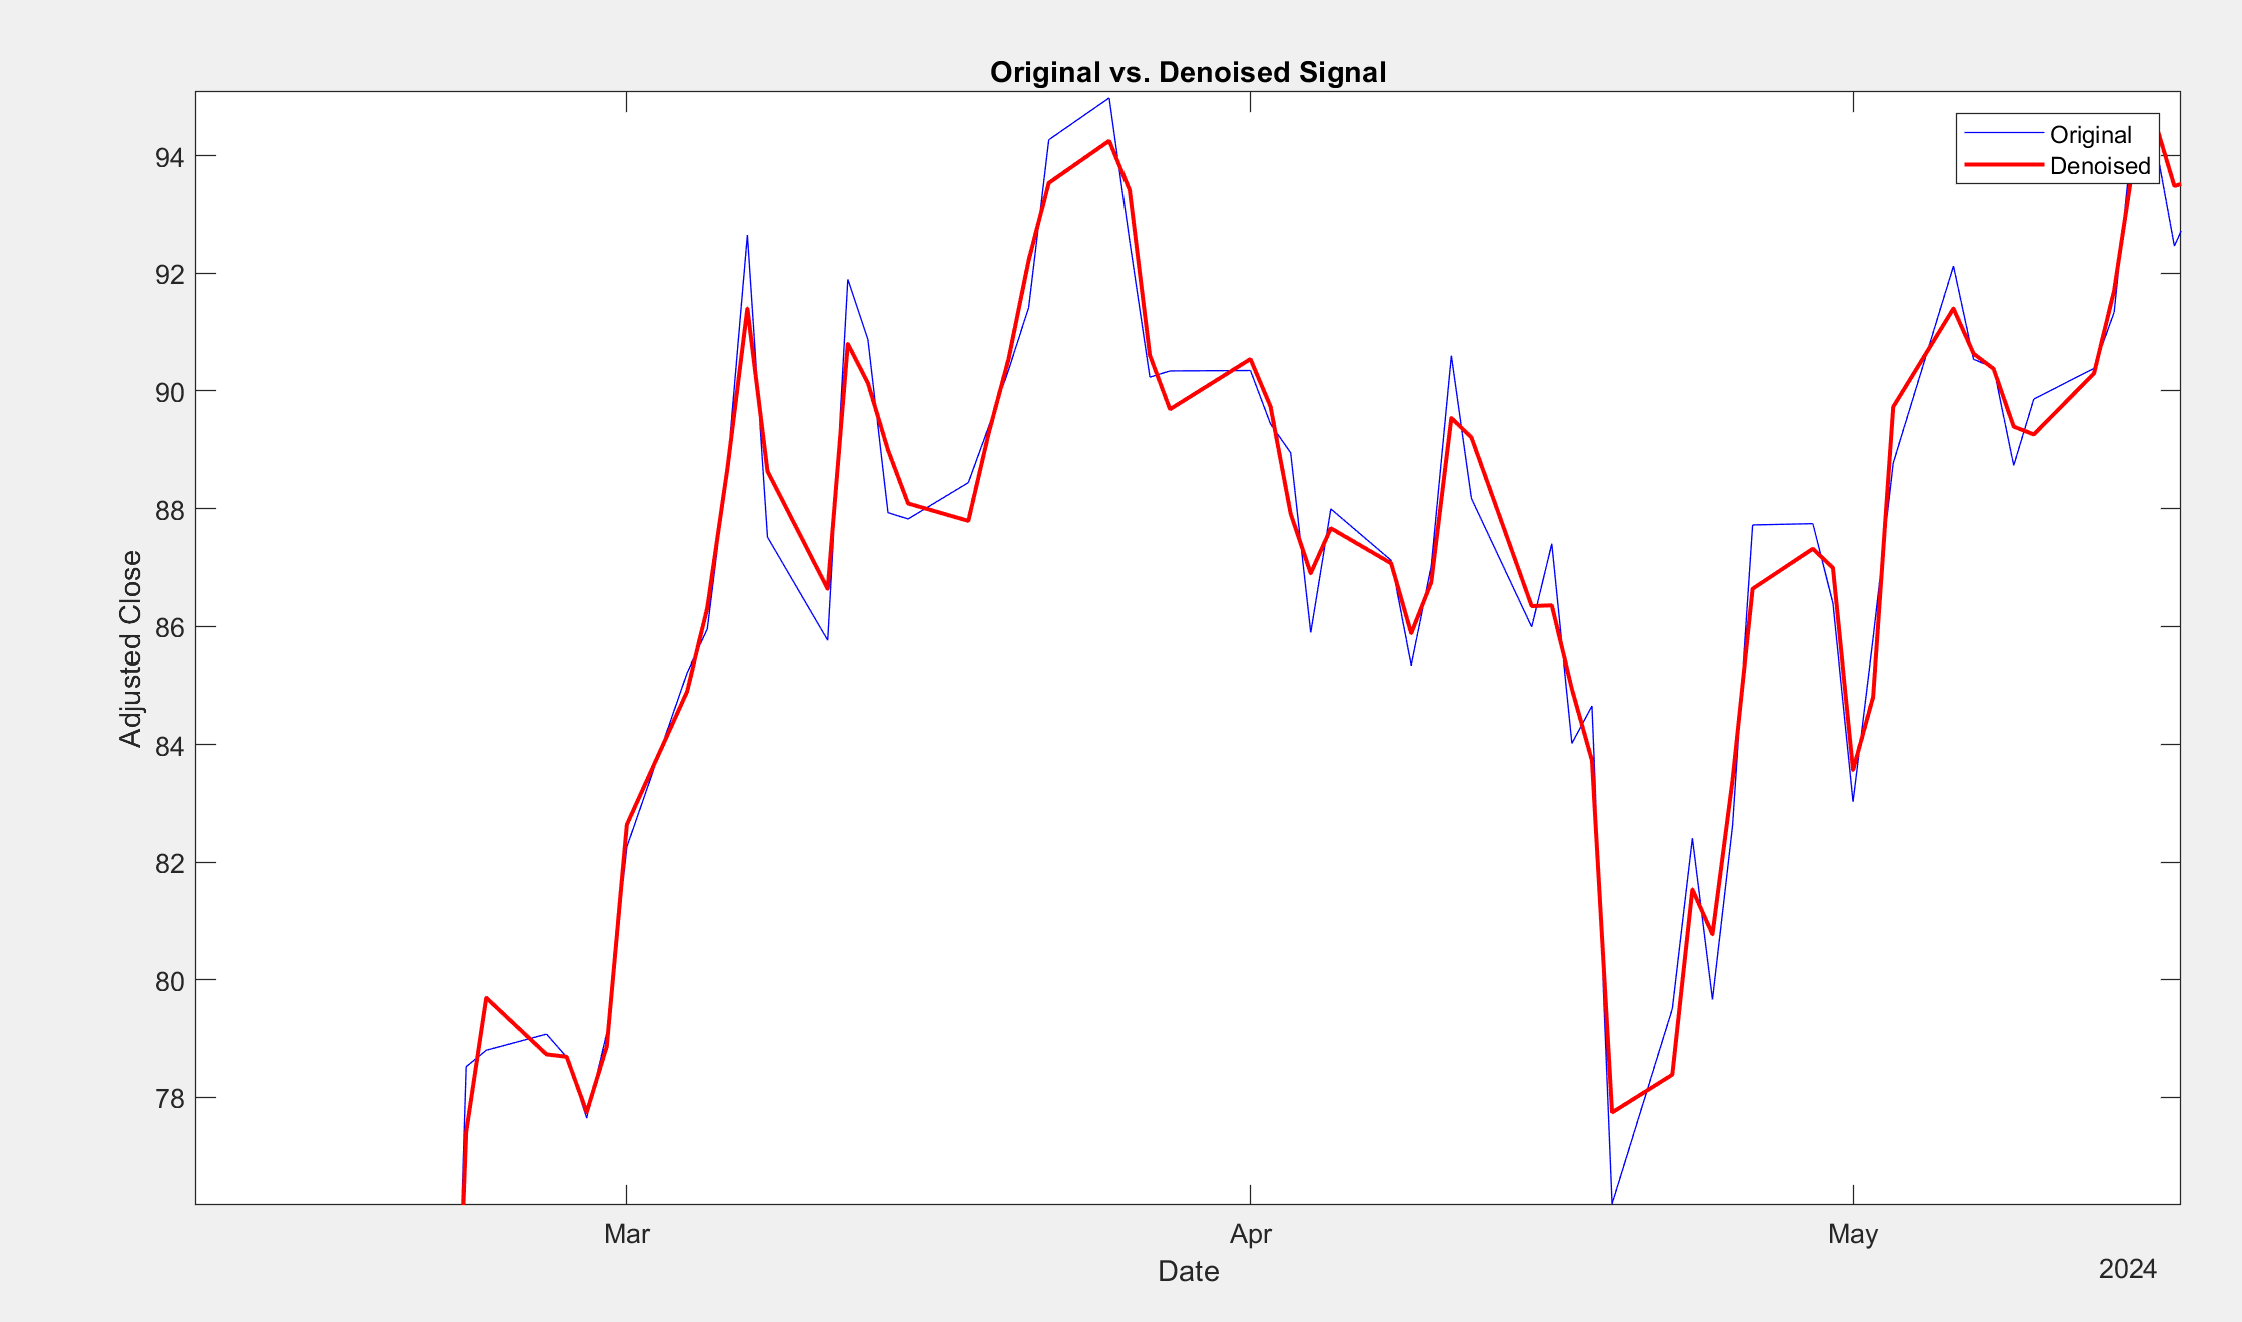 Original vs. Denoised Signal
Original
Denoised
94
92
90
88
86
84
82
80
78
Adjusted Close
Mar
Apr
May
Date
2024